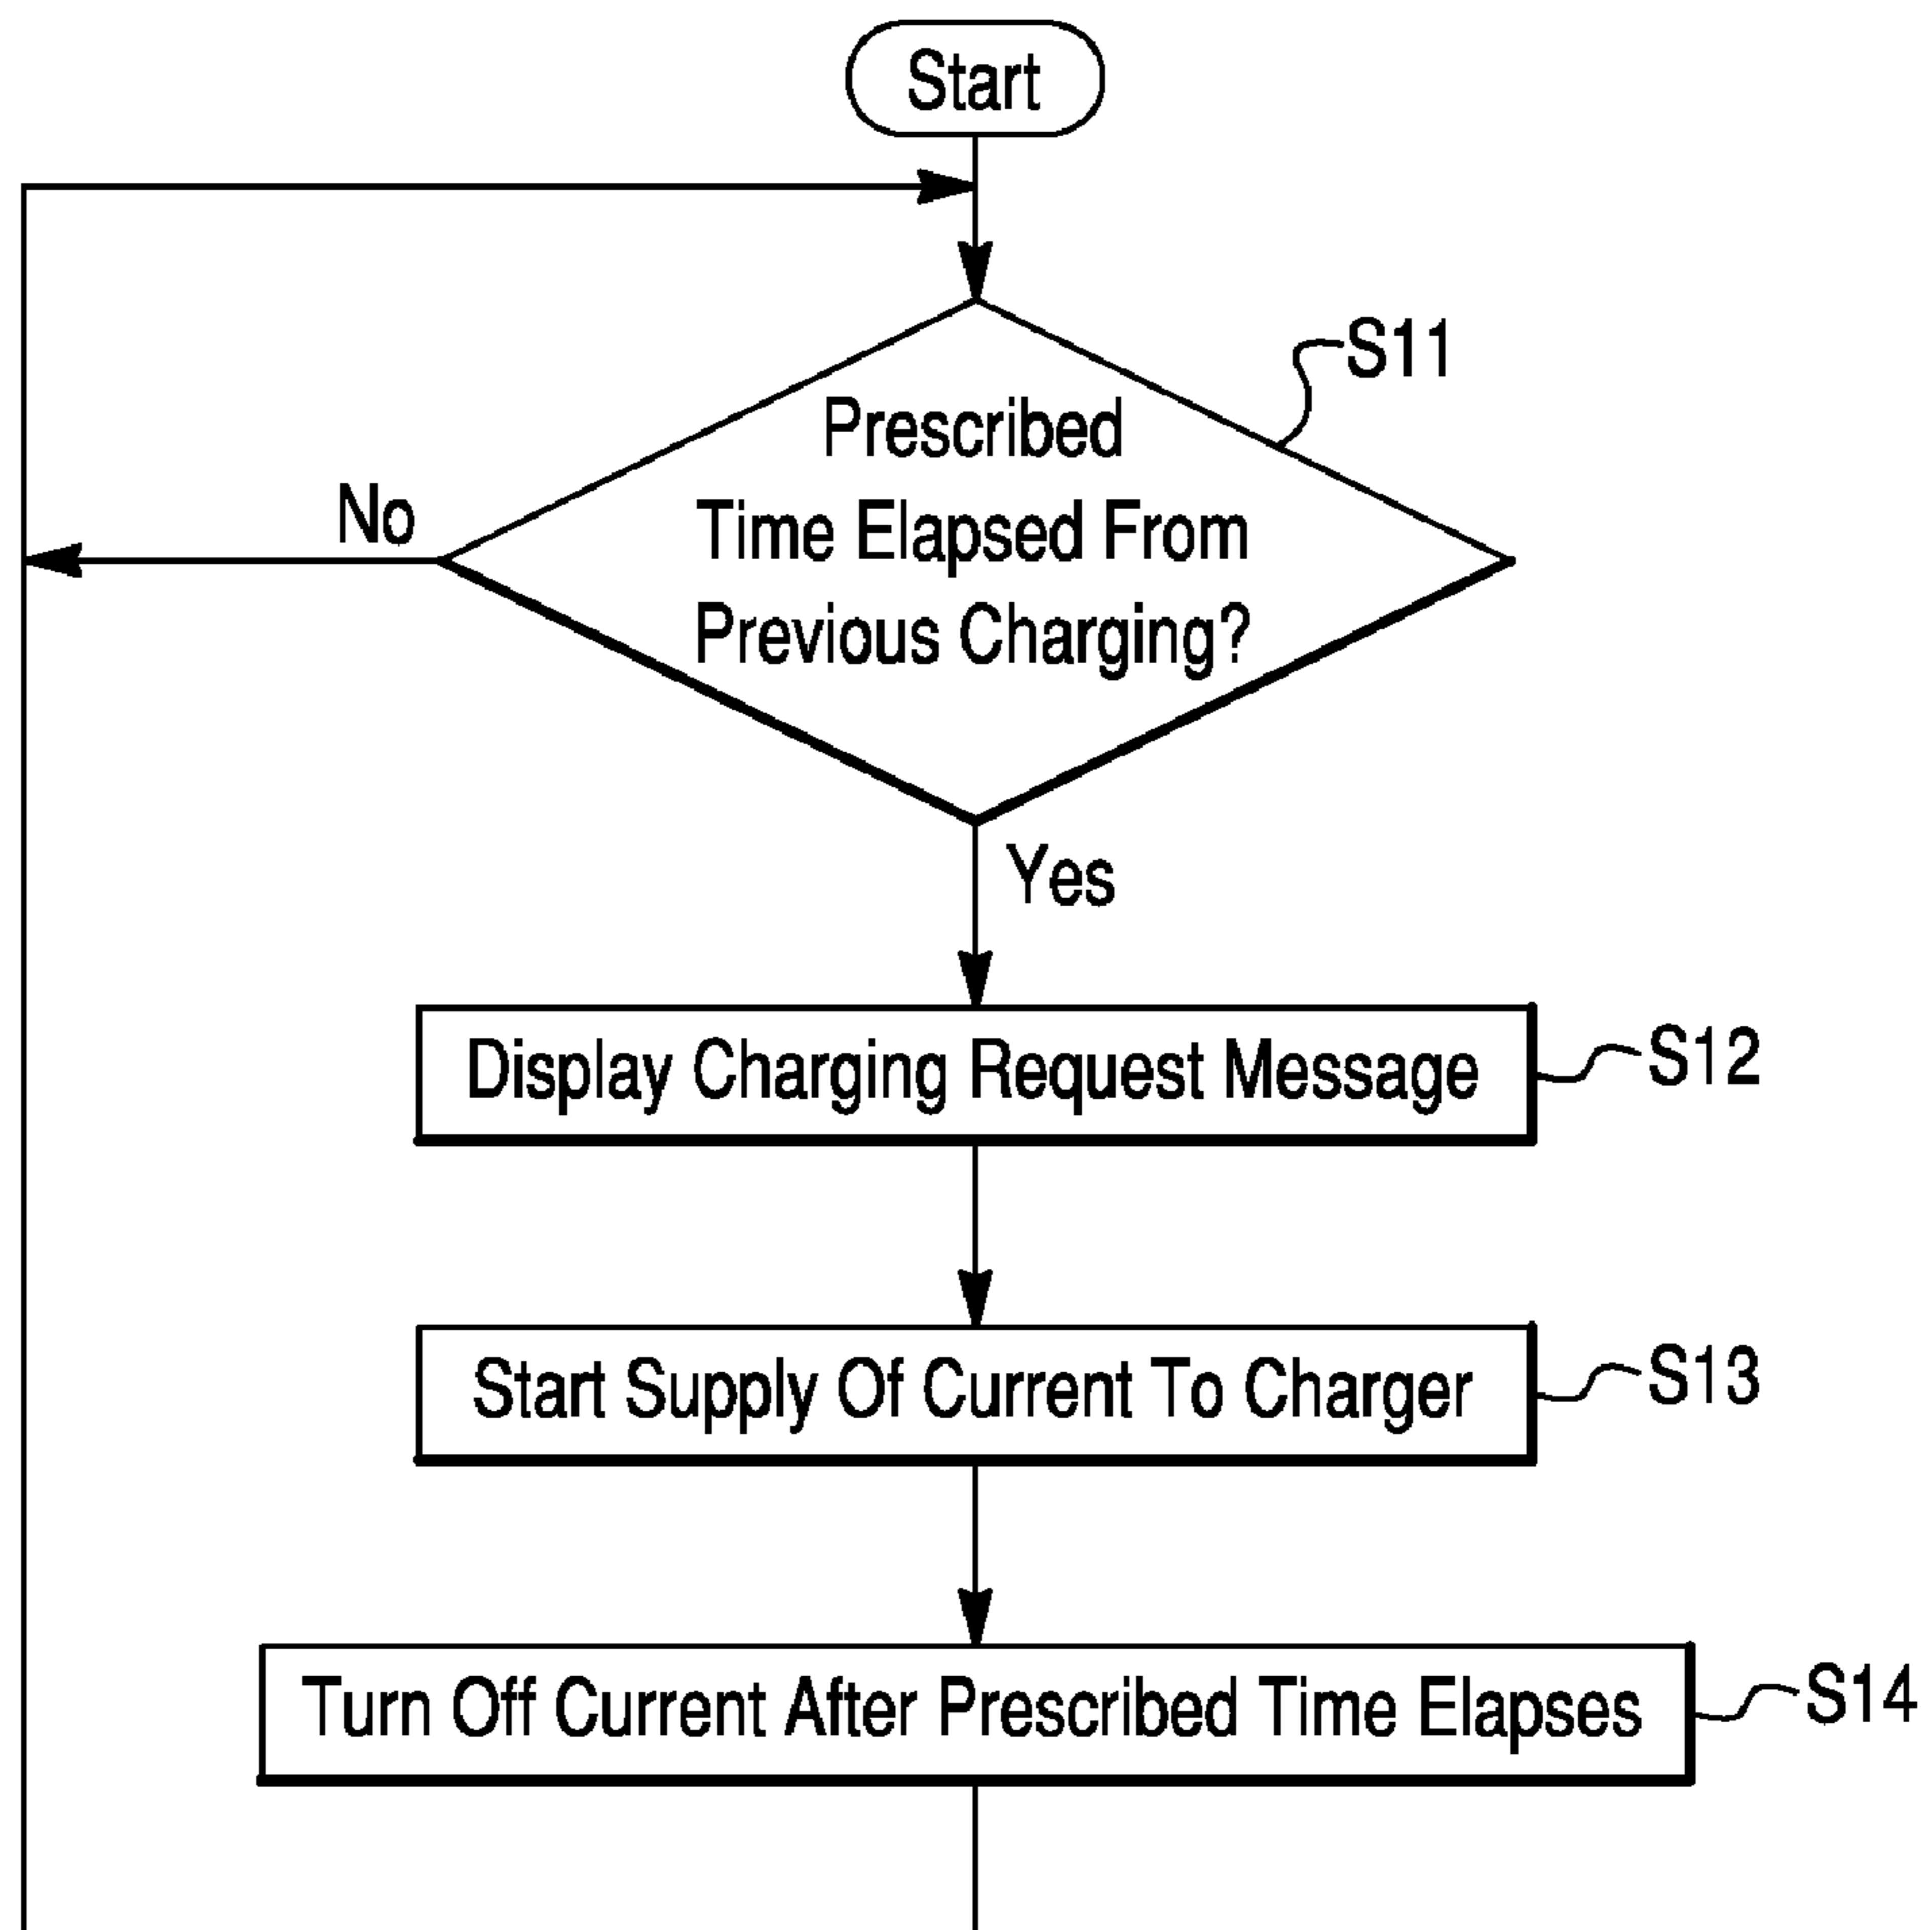 Start
S11
Prescribed
Time Elapsed From
Previous Charging?
No
Yes
Display Charging Request Message
S12
Start Supply Of Current To Charger
S13
Turn Off Current After Prescribed Time Elapses
S14